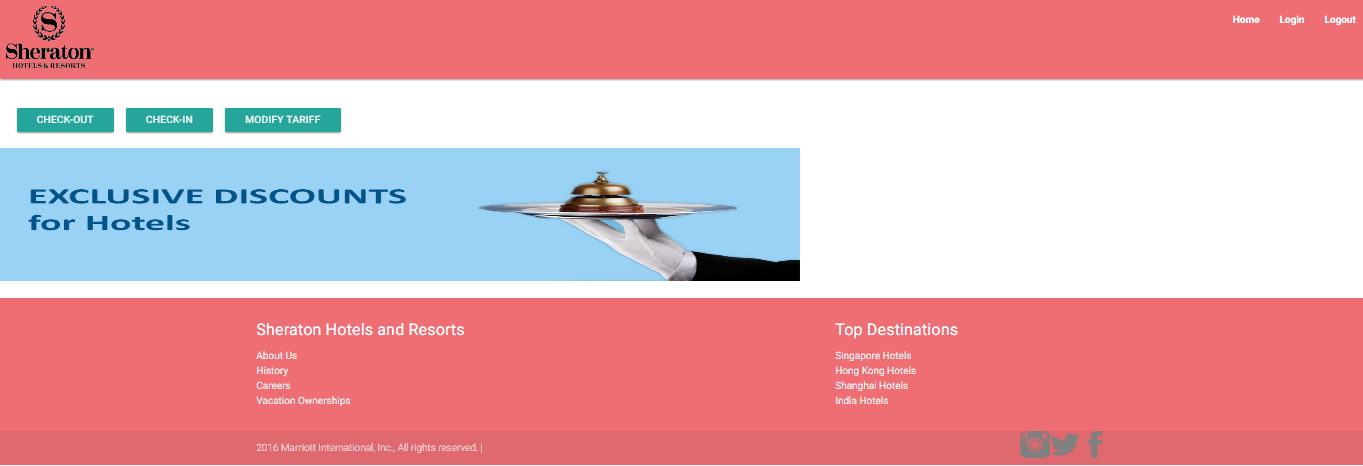 S
Sheraton®
HOTELS & RESORTS
Home Login Logout
CHECK-OUT CHECK-IN MODIFY TARIFF
EXCLUSIVE DISCOUNTS
for Hotels
Sheraton Hotels and Resorts
About Us
History
Careers
Vacation Ownerships
Top Destinations
Singapore Hotels
Hong Kong Hotels
Shanghai Hotels
India Hotels
2016 Marriott International, Inc., All rights reserved. |